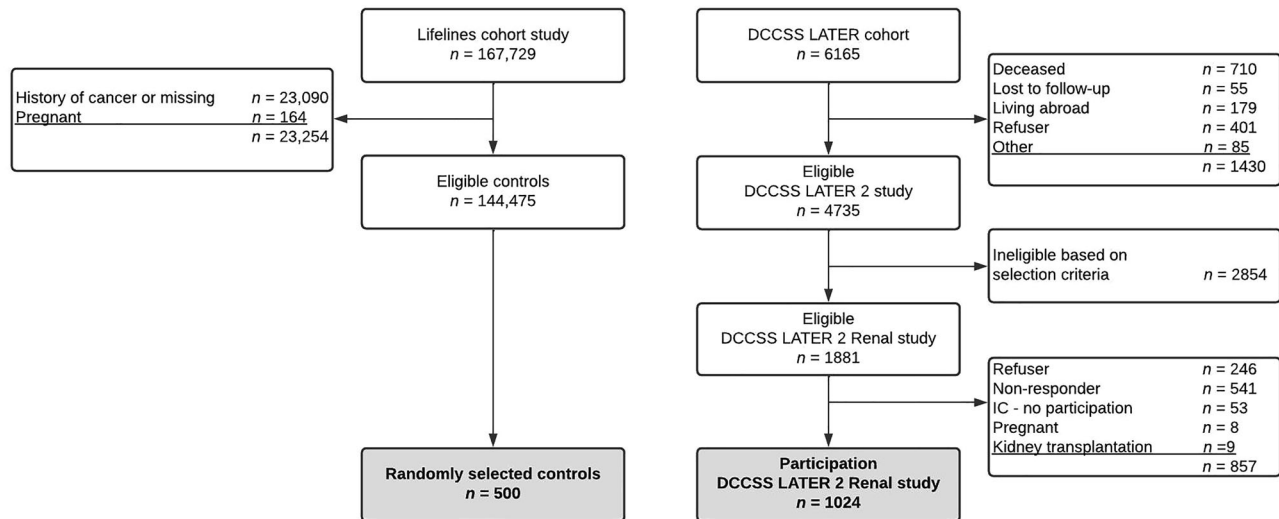 Lifelines cohort study
n = 167,729
History of cancer or missing n = 23,090
Pregnant n = 164
n = 23,254
Eligible controls
n = 144,475
Randomly selected controls
n = 500
DCCSS LATER cohort
n = 6165
Deceased n = 710
Lost to follow-up n = 55
Living abroad n = 179
Refuser n = 401
Other n = 85
n = 1430
Eligible
DCCSS LATER 2 study
n = 4735
Ineligible based on
selection criteria n = 2854
Eligible
DCCSS LATER 2 Renal study
n = 1881
Refuser n = 246
Non-responder n = 541
IC - no participation n = 53
Pregnant n = 8
Kidney transplantation n =9
n = 857
Participation
DCCSS LATER 2 Renal study
n = 1024